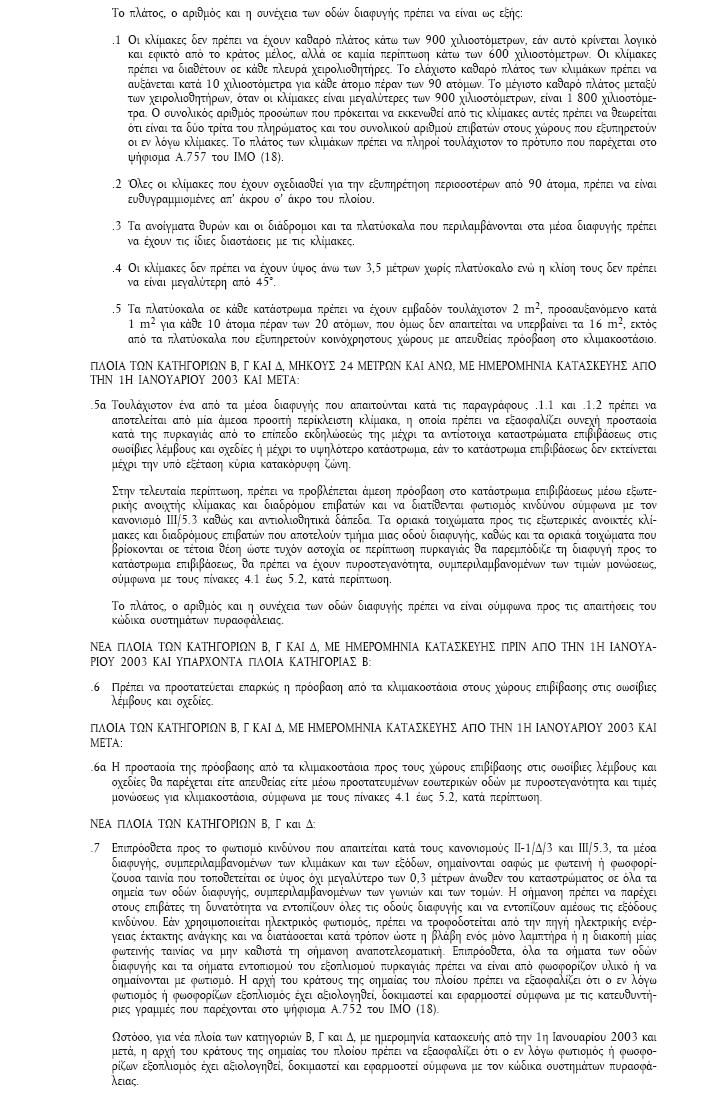 Το πλάτος, ο αριθμός και η συνέχεια των οδών διαφυγής πρέπει να είναι ως εξής:
.1 Οι κλίμακες δεν πρέπει να έχουν καθαρό πλάτος κάτω των 900 χιλιοστόμετρων, εάν αυτό κρίνεται λογικό
και εφικτό από το κράτος μέλος, αλλά σε καμία περίπτωση κάτω των 600 χιλιοστόμετρων. Οι κλίμακες
πρέπει να διαθέτουν σε κάθε πλευρά χειρολιοθητήρες. Το ελάχιστο καθαρό πλάτος των κλιμάκων πρέπει να
αυξάνεται κατά 10 χιλιοστόμετρα για κάθε άτομο πέραν των 90 ατόμων. Το μέγιστο καθαρό πλάτος μεταξύ
των χειρολιοθητήρων, όταν οι κλίμακες είναι μεγαλύτερες των 900 χιλιοστόμετρων, είναι 1 800 χιλιοστόμε-
τρα. Ο συνολικός αριθμός προσώπων που πρόκειται να εκκενωθεί από τις κλίμακες αυτές πρέπει να θεωρείται
ότι είναι τα δύο τρίτα του πληρώματος και του συνολικού αριθμού επιβατών στους χώρους που εξυπηρετούν
οι εν λόγω κλίμακες. Το πλάτος των κλιμάκων πρέπει να πληροί τουλάχιστον το πρότυπο που παρέχεται στο
ψήφισμα Α.757 του ΙΜΟ (18).
.2 Όλες οι κλίμακες που έχουν σχεδιασθεί για την εξυπηρέτηση περισσοτέρων από 90 άτομα, πρέπει να είναι
ευθυγραμμισμένες απ' άκρου σ' άκρο του πλοίου.
.3 Τα ανοίγματα θυρών και οι διάδρομοι και τα πλατύσκαλα που περιλαμβάνονται στα μέσα διαφυγής πρέπει
να έχουν τις ίδιες διαστάσεις με τις κλίμακες.
.4 Οι κλίμακες δεν πρέπει να έχουν ύψος άνω των 3,5 μέτρων χωρίς πλατύσκαλο ενώ η κλίση τους δεν πρέπει
να είναι μεγαλύτερη από 45°.
.5 Τα πλατύσκαλα σε κάθε κατάστρωμα πρέπει να έχουν εμβαδόν τουλάχιστον 2 m², προσαυξανόμενο κατά
1 m² για κάθε 10 άτομα πέραν των 20 ατόμων, που όμως δεν απαιτείται να υπερβαίνει τα 16 m², εκτός
από τα πλατύσκαλα που εξυπηρετούν κοινόχρηστους χώρους με απευθείας πρόσβαση στο κλιμακοστάσιο.
ΠΛΟΙΑ ΤΩΝ ΚΑΤΗΓΟΡΙΩΝ Β, Γ ΚΑΙ Δ, ΜΗΚΟΥΣ 24 ΜΕΤΡΩΝ ΚΑΙ ΑΝΩ, ΜΕ ΗΜΕΡΟΜΗΝΙΑ ΚΑΤΑΣΚΕΥΗΣ ΑΠΟ
ΤΗΝ 1Η ΙΑΝΟΥΑΡΙΟΥ 2003 ΚΑΙ ΜΕΤΑ:
.5α Τουλάχιστον ένα από τα μέσα διαφυγής που απαιτούνται κατά τις παραγράφους .1.1 και .1.2 πρέπει να
αποτελείται από μία άμεσα προσιτή περίκλειστη κλίμακα, η οποία πρέπει να εξασφαλίζει συνεχή προστασία
κατά της πυρκαγιάς από το επίπεδο εκδηλώσεώς της μέχρι τα αντίστοιχα καταστρώματα επιβιβάσεως στις
σωσίβιες λέμβους και σχεδίες ή μέχρι το υψηλότερο κατάστρωμα, εάν το κατάστρωμα επιβιβάσεως δεν εκτείνεται
μέχρι την υπό εξέταση κύρια κατακόρυφη ζώνη.
Στην τελευταία περίπτωση, πρέπει να προβλέπεται άμεση πρόσβαση στο κατάστρωμα επιβιβάσεως μέσω εξωτε-
ρικής ανοιχτής κλίμακας και διαδρόμου επιβατών και να διατίθενται φωτισμός κινδύνου σύμφωνα με τον
κανονισμό ΙΙΙ/5.3 καθώς και αντιολιοθητικά δάπεδα. Τα οριακά τοιχώματα προς τις εξωτερικές ανοικτές κλί-
μακες και διαδρόμους επιβατών που αποτελούν τμήμα μιας οδού διαφυγής, καθώς και τα οριακά τοιχώματα που
βρίσκονται σε τέτοια θέση ώστε τυχόν αστοχία σε περίπτωση πυρκαγιάς θα παρεμπόδιζε τη διαφυγή προς το
κατάστρωμα επιβιβάσεως, θα πρέπει να έχουν πυροστεγανότητα, συμπεριλαμβανομένων των τιμών μονώσεως,
σύμφωνα με τους πίνακες 4.1 έως 5.2, κατά περίπτωση.
Το πλάτος, ο αριθμός και η συνέχεια των οδών διαφυγής πρέπει να είναι σύμφωνα προς τις απαιτήσεις του
κώδικα συστημάτων πυρασφάλειας.
ΝΕΑ ΠΛΟΙΑ ΤΩΝ ΚΑΤΗΓΟΡΙΩΝ Β, Γ ΚΑΙ Δ, ΜΕ ΗΜΕΡΟΜΗΝΙΑ ΚΑΤΑΣΚΕΥΗΣ ΠΡΙΝ ΑΠΟ ΤΗΝ 1Η ΙΑΝΟΥΑ-
ΡΙΟΥ 2003 ΚΑΙ ΥΠΑΡΧΟΝΤΑ ΠΛΟΙΑ ΚΑΤΗΓΟΡΙΑΣ Β:
.6 Πρέπει να προστατεύεται επαρκώς η πρόσβαση από τα κλιμακοστάσια στους χώρους επιβίβασης στις σωσίβιες
λέμβους και σχεδίες.
ΠΛΟΙΑ ΤΩΝ ΚΑΤΗΓΟΡΙΩΝ Β, Γ ΚΑΙ Δ, ΜΕ ΗΜΕΡΟΜΗΝΙΑ ΚΑΤΑΣΚΕΥΗΣ ΑΠΟ ΤΗΝ 1Η ΙΑΝΟΥΑΡΙΟΥ 2003 ΚΑΙ
ΜΕΤΑ:
.6α Η προστασία της πρόσβασης από τα κλιμακοστάσια προς τους χώρους επιβίβασης στις σωσίβιες λέμβους και
σχεδίες θα παρέχεται είτε απευθείας είτε μέσω προστατευμένων εσωτερικών οδών με πυροστεγανότητα και τιμές
μονώσεως για κλιμακοστάσια, σύμφωνα με τους πίνακες 4.1 έως 5.2, κατά περίπτωση.
ΝΕΑ ΠΛΟΙΑ ΤΩΝ ΚΑΤΗΓΟΡΙΩΝ Β, Γ και Δ:
.7 Επιπρόσθετα προς το φωτισμό κινδύνου που απαιτείται κατά τους κανονισμούς ΙΙ-1/Δ/3 και ΙΙΙ/5.3, τα μέσα
διαφυγής, συμπεριλαμβανομένων των κλιμάκων και των εξόδων, σημαίνονται σαφώς με φωτεινή ή φωσφορί-
ζουσα ταινία που τοποθετείται σε ύψος όχι μεγαλύτερο των 0,3 μέτρων άνωθεν του καταστρώματος σε όλα τα
σημεία των οδών διαφυγής, συμπεριλαμβανομένων των γωνιών και των τομών. Η σήμανση πρέπει να παρέχει
στους επιβάτες τη δυνατότητα να εντοπίζουν όλες τις οδούς διαφυγής και να εντοπίζουν αμέσως τις εξόδους
κινδύνου. Εάν χρησιμοποιείται ηλεκτρικός φωτισμός, πρέπει να τροφοδοτείται από την πηγή ηλεκτρικής ενέρ-
γειας έκτακτης ανάγκης και να διατάσσεται κατά τρόπον ώστε η βλάβη ενός μόνο λαμπτήρα ή η διακοπή μίας
φωτεινής ταινίας να μην καθιστά τη σήμανση αναποτελεσματική. Επιπρόσθετα, όλα τα σήματα των οδών
διαφυγής και τα σήματα εντοπισμού του εξοπλισμού πυρκαγιάς πρέπει να είναι από φωσφορίζον υλικό ή να
σημαίνονται με φωτισμό. Η αρχή του κράτους της σημαίας του πλοίου πρέπει να εξασφαλίζει ότι ο εν λόγω
φωτισμός ή φωσφορίζων εξοπλισμός έχει αξιολογηθεί, δοκιμαστεί και εφαρμοστεί σύμφωνα με τις κατευθυντή-
ριες γραμμές που παρέχονται στο ψήφισμα Α.752 του ΙΜΟ (18).
Ωστόσο, για νέα πλοία των κατηγοριών Β, Γ και Δ, με ημερομηνία κατασκευής από την 1η Ιανουαρίου 2003 και
μετά, η αρχή του κράτους της σημαίας του πλοίου πρέπει να εξασφαλίζει ότι ο εν λόγω φωτισμός ή φωσφο-
ρίζων εξοπλισμός έχει αξιολογηθεί, δοκιμαστεί και εφαρμοστεί σύμφωνα με τον κώδικα συστημάτων πυρασφά-
λειας.